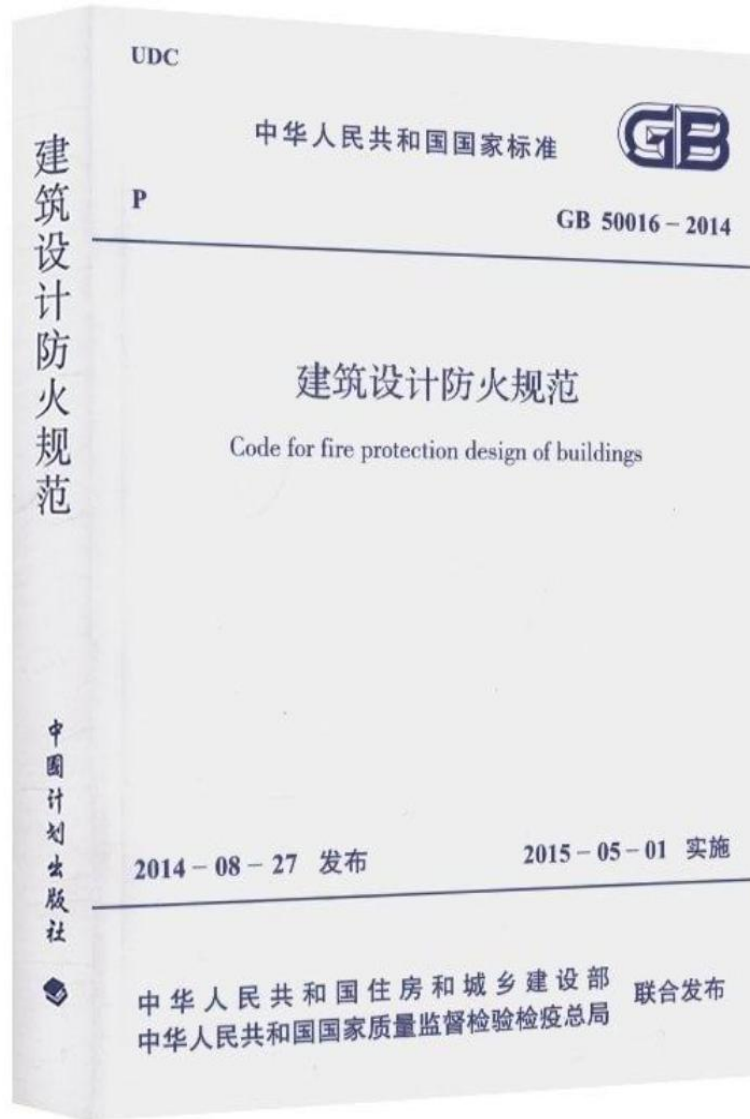 建筑设计防火规范
中国计划出版社
UDC
中华人民共和国国家标准
GB
P
GB 50016－2014
建筑设计防火规范
Code for fire protection design of buildings
2014－08－27 发布
2015－05－01 实施
中华人民共和国住房和城乡建设部
中华人民共和国国家质量监督检验检疫总局
联合发布